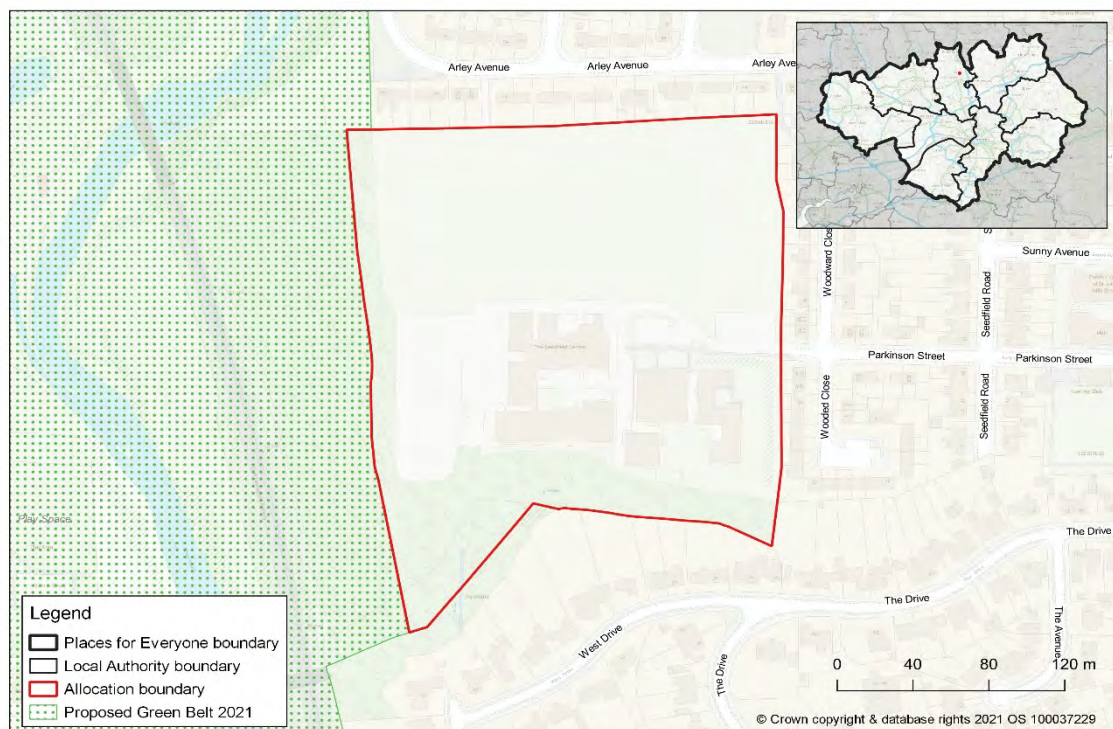 Arley Avenue
Arley Avenue
Arley Ave
Woodward Close
Sunny Avenue
Seedfield Road
The Seedfield Centre
Parkinson Street
Parkinson Street
Wooded Close
Seedfield Road
Play Space
The Drive
The Drive
West Drive
The Drive
The Avenue
Legend
Places for Everyone boundary
Local Authority boundary
Allocation boundary
Proposed Green Belt 2021
0 40 80 120 m
© Crown copyright & database rights 2021 OS 100037229